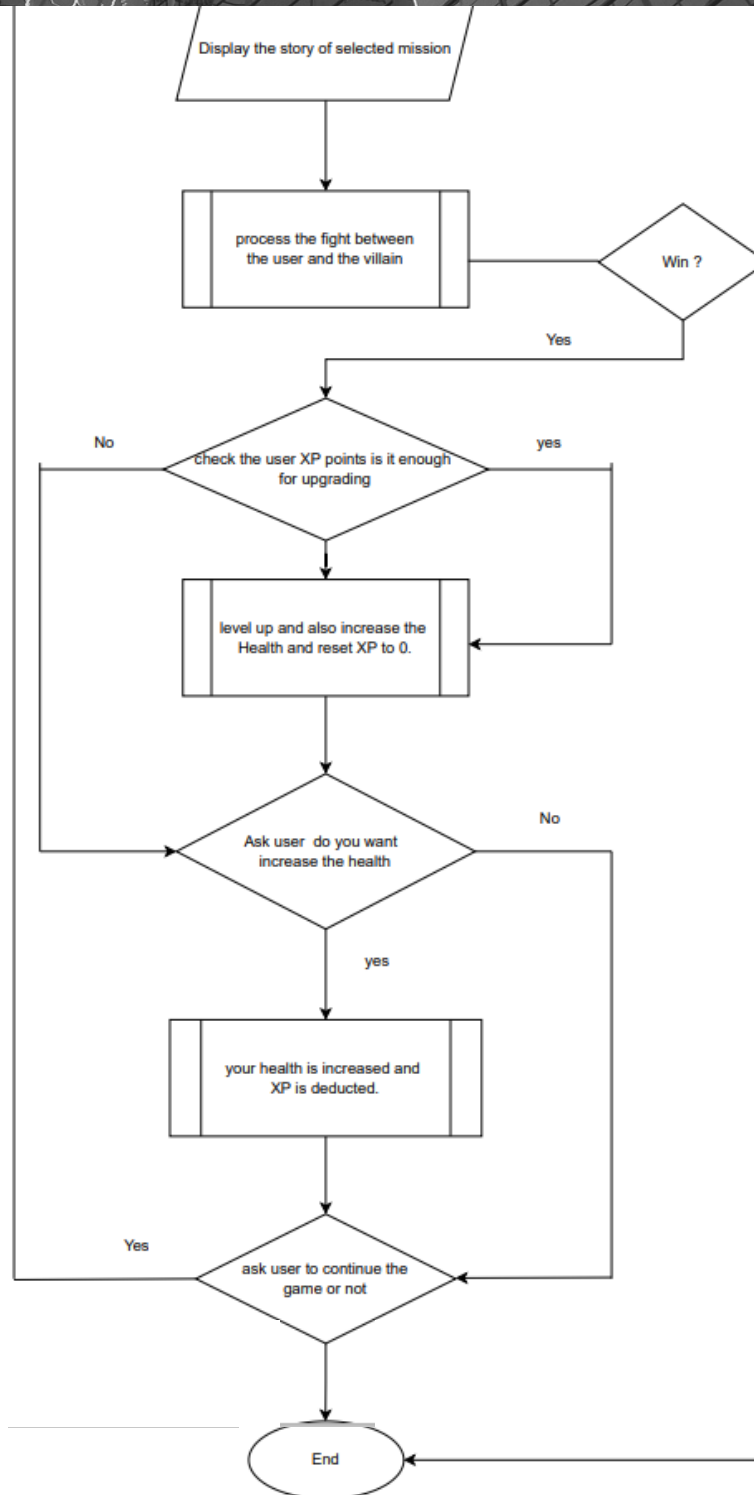 Display the story of selected mission
process the fight between
the user and the villain
Win ?
Yes
No
check the user XP points is it enough
for upgrading
yes
level up and also increase the
Health and reset XP to 0.
No
Ask user do you want
increase the health
yes
your health is increased and
XP is deducted.
Yes
ask user to continue the
game or not
End